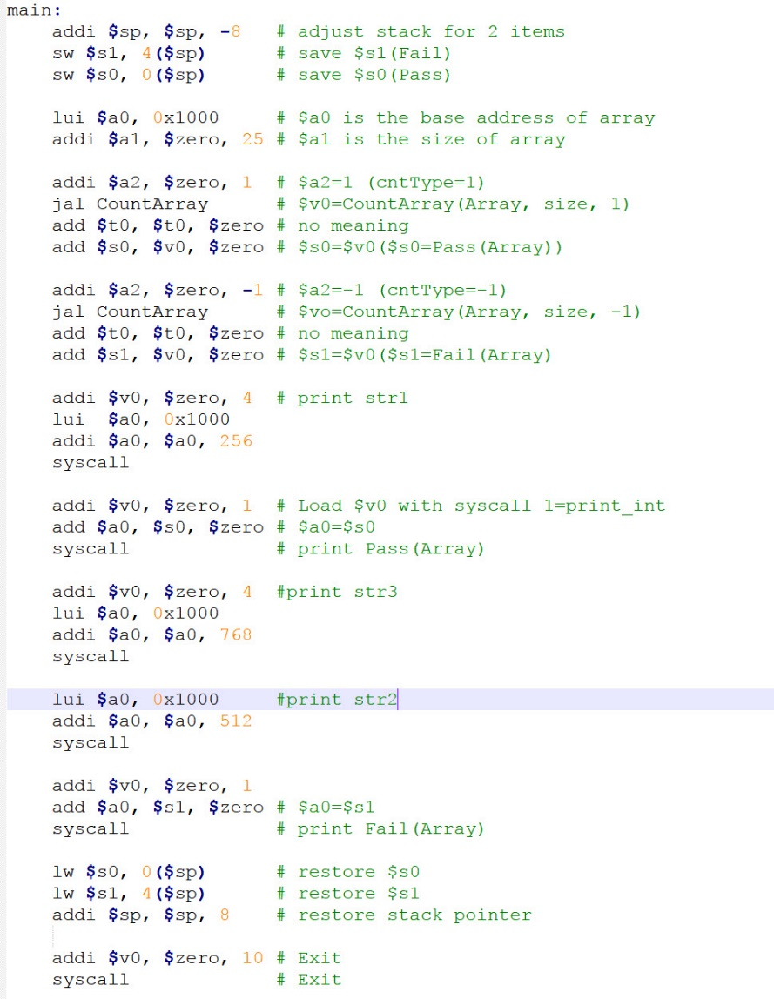 main:
    addi $sp, $sp, -8   # adjust stack for 2 items
    sw $s1, 4($sp)      # save $s1(Fail)
    sw $s0, 0($sp)      # save $s0(Pass)

    lui $a0, 0x1000     # $a0 is the base address of array
    addi $a1, $zero, 25 # $a1 is the size of array

    addi $a2, $zero, 1  # $a2=1 (cntType=1)
    jal CountArray      # $v0=CountArray(Array, size, 1)
    add $t0, $t0, $zero # no meaning
    add $s0, $v0, $zero # $s0=$v0($s0=Pass(Array))

    addi $a2, $zero, -1 # $a2=-1 (cntType=-1)
    jal CountArray      # $vo=CountArray(Array, size, -1)
    add $t0, $t0, $zero # no meaning
    add $s1, $v0, $zero # $s1=$v0($s1=Fail(Array)

    addi $v0, $zero, 4  # print str1
    lui  $a0, 0x1000
    addi $a0, $a0, 256
    syscall

    addi $v0, $zero, 1  # Load $v0 with syscall 1=print_int
    add $a0, $s0, $zero # $a0=$s0
    syscall             # print Pass(Array)

    addi $v0, $zero, 4  #print str3
    lui $a0, 0x1000
    addi $a0, $a0, 768
    syscall

    lui $a0, 0x1000     #print str2
    addi $a0, $a0, 512
    syscall

    addi $v0, $zero, 1
    add $a0, $s1, $zero # $a0=$s1
    syscall             # print Fail(Array)

    lw $s0, 0($sp)      # restore $s0
    lw $s1, 4($sp)      # restore $s1
    addi $sp, $sp, 8    # restore stack pointer

    addi $v0, $zero, 10 # Exit
    syscall             # Exit